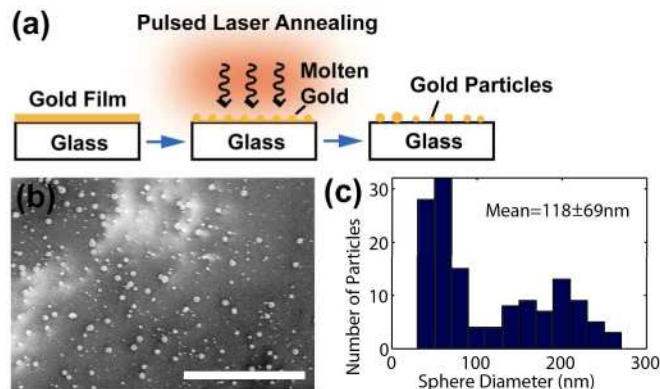 (a)
Pulsed Laser Annealing
Molten
Gold
Gold Film
Gold Particles
Glass
Glass
Glass
(b)
(c)
30
20
10
0
Number of Particles
Mean=118±69nm
0
100
200
300
Sphere Diameter (nm)